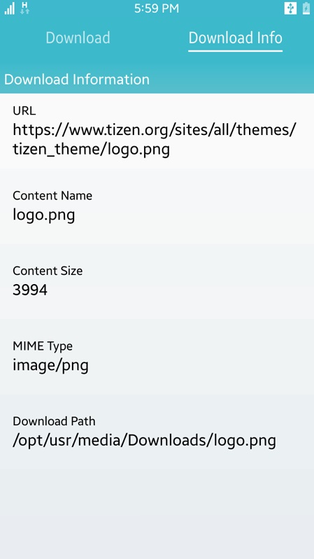 5:59 PM
Download
Download Info
Download Information
URL
https://www.tizen.org/sites/all/themes/
tizen_theme/logo.png
Content Name
logo.png
Content Size
3994
MIME Type
image/png
Download Path
/opt/usr/media/Downloads/logo.png